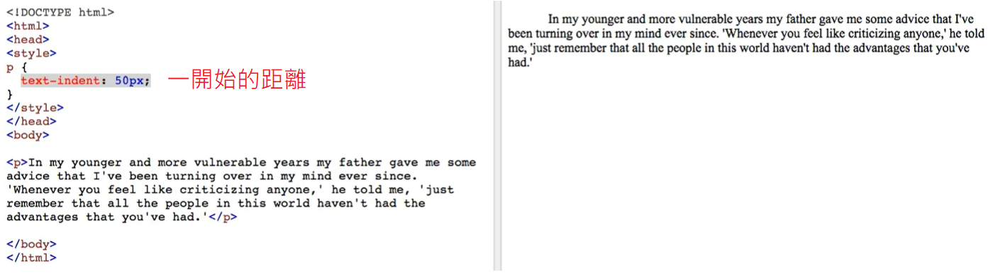 <!DOCTYPE html>
<html>
<head>
<style>
p {
  text-indent: 50px; 一開始的距離
}
</style>
</head>
<body>

<p>In my younger and more vulnerable years my father gave me some
advice that I've been turning over in my mind ever since.
'Whenever you feel like criticizing anyone,' he told me, 'just
remember that all the people in this world haven't had the
advantages that you've had.'</p>

</body>
</html>
In my younger and more vulnerable years my father gave me some advice that I've
been turning over in my mind ever since. 'Whenever you feel like criticizing anyone,' he told
me, 'just remember that all the people in this world haven't had the advantages that you've
had.'